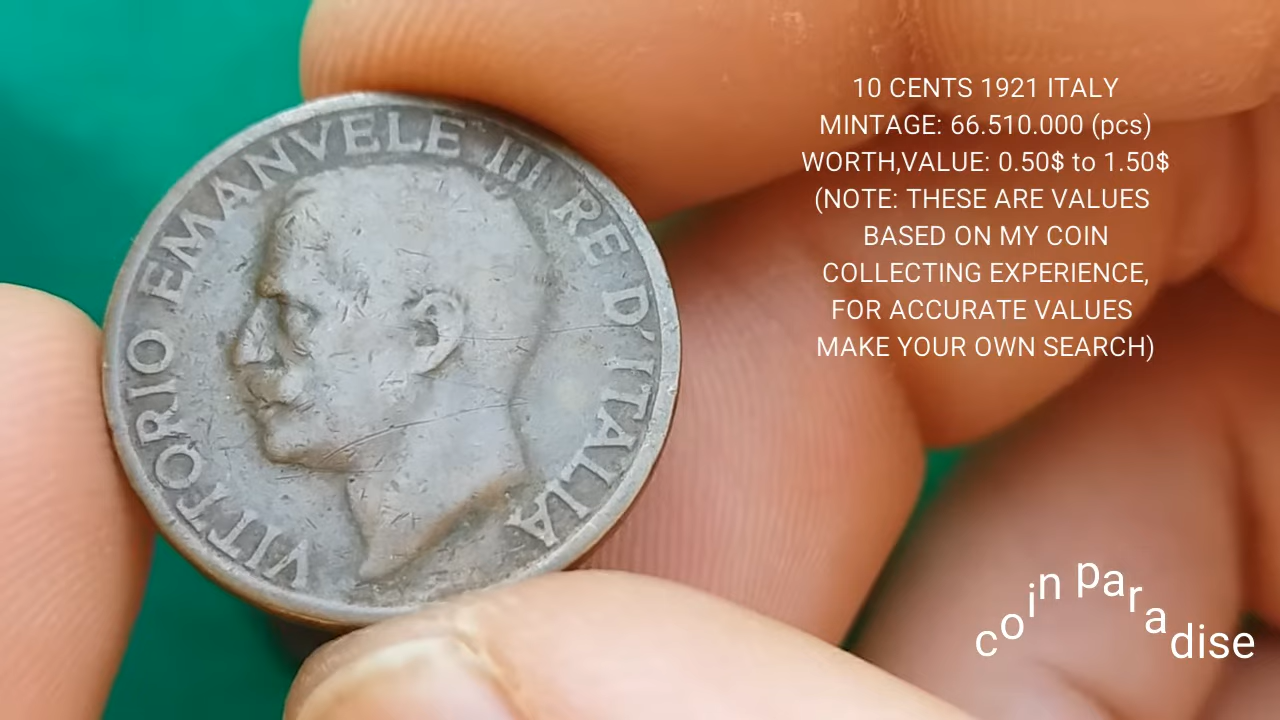 VITTORIO EMANVELE III RE D'ITALIA
10 CENTS 1921 ITALY
MINTAGE: 66.510.000 (pcs)
WORTH,VALUE: 0.50$ to 1.50$
(NOTE: THESE ARE VALUES
BASED ON MY COIN
COLLECTING EXPERIENCE,
FOR ACCURATE VALUES
MAKE YOUR OWN SEARCH)
coin paradise